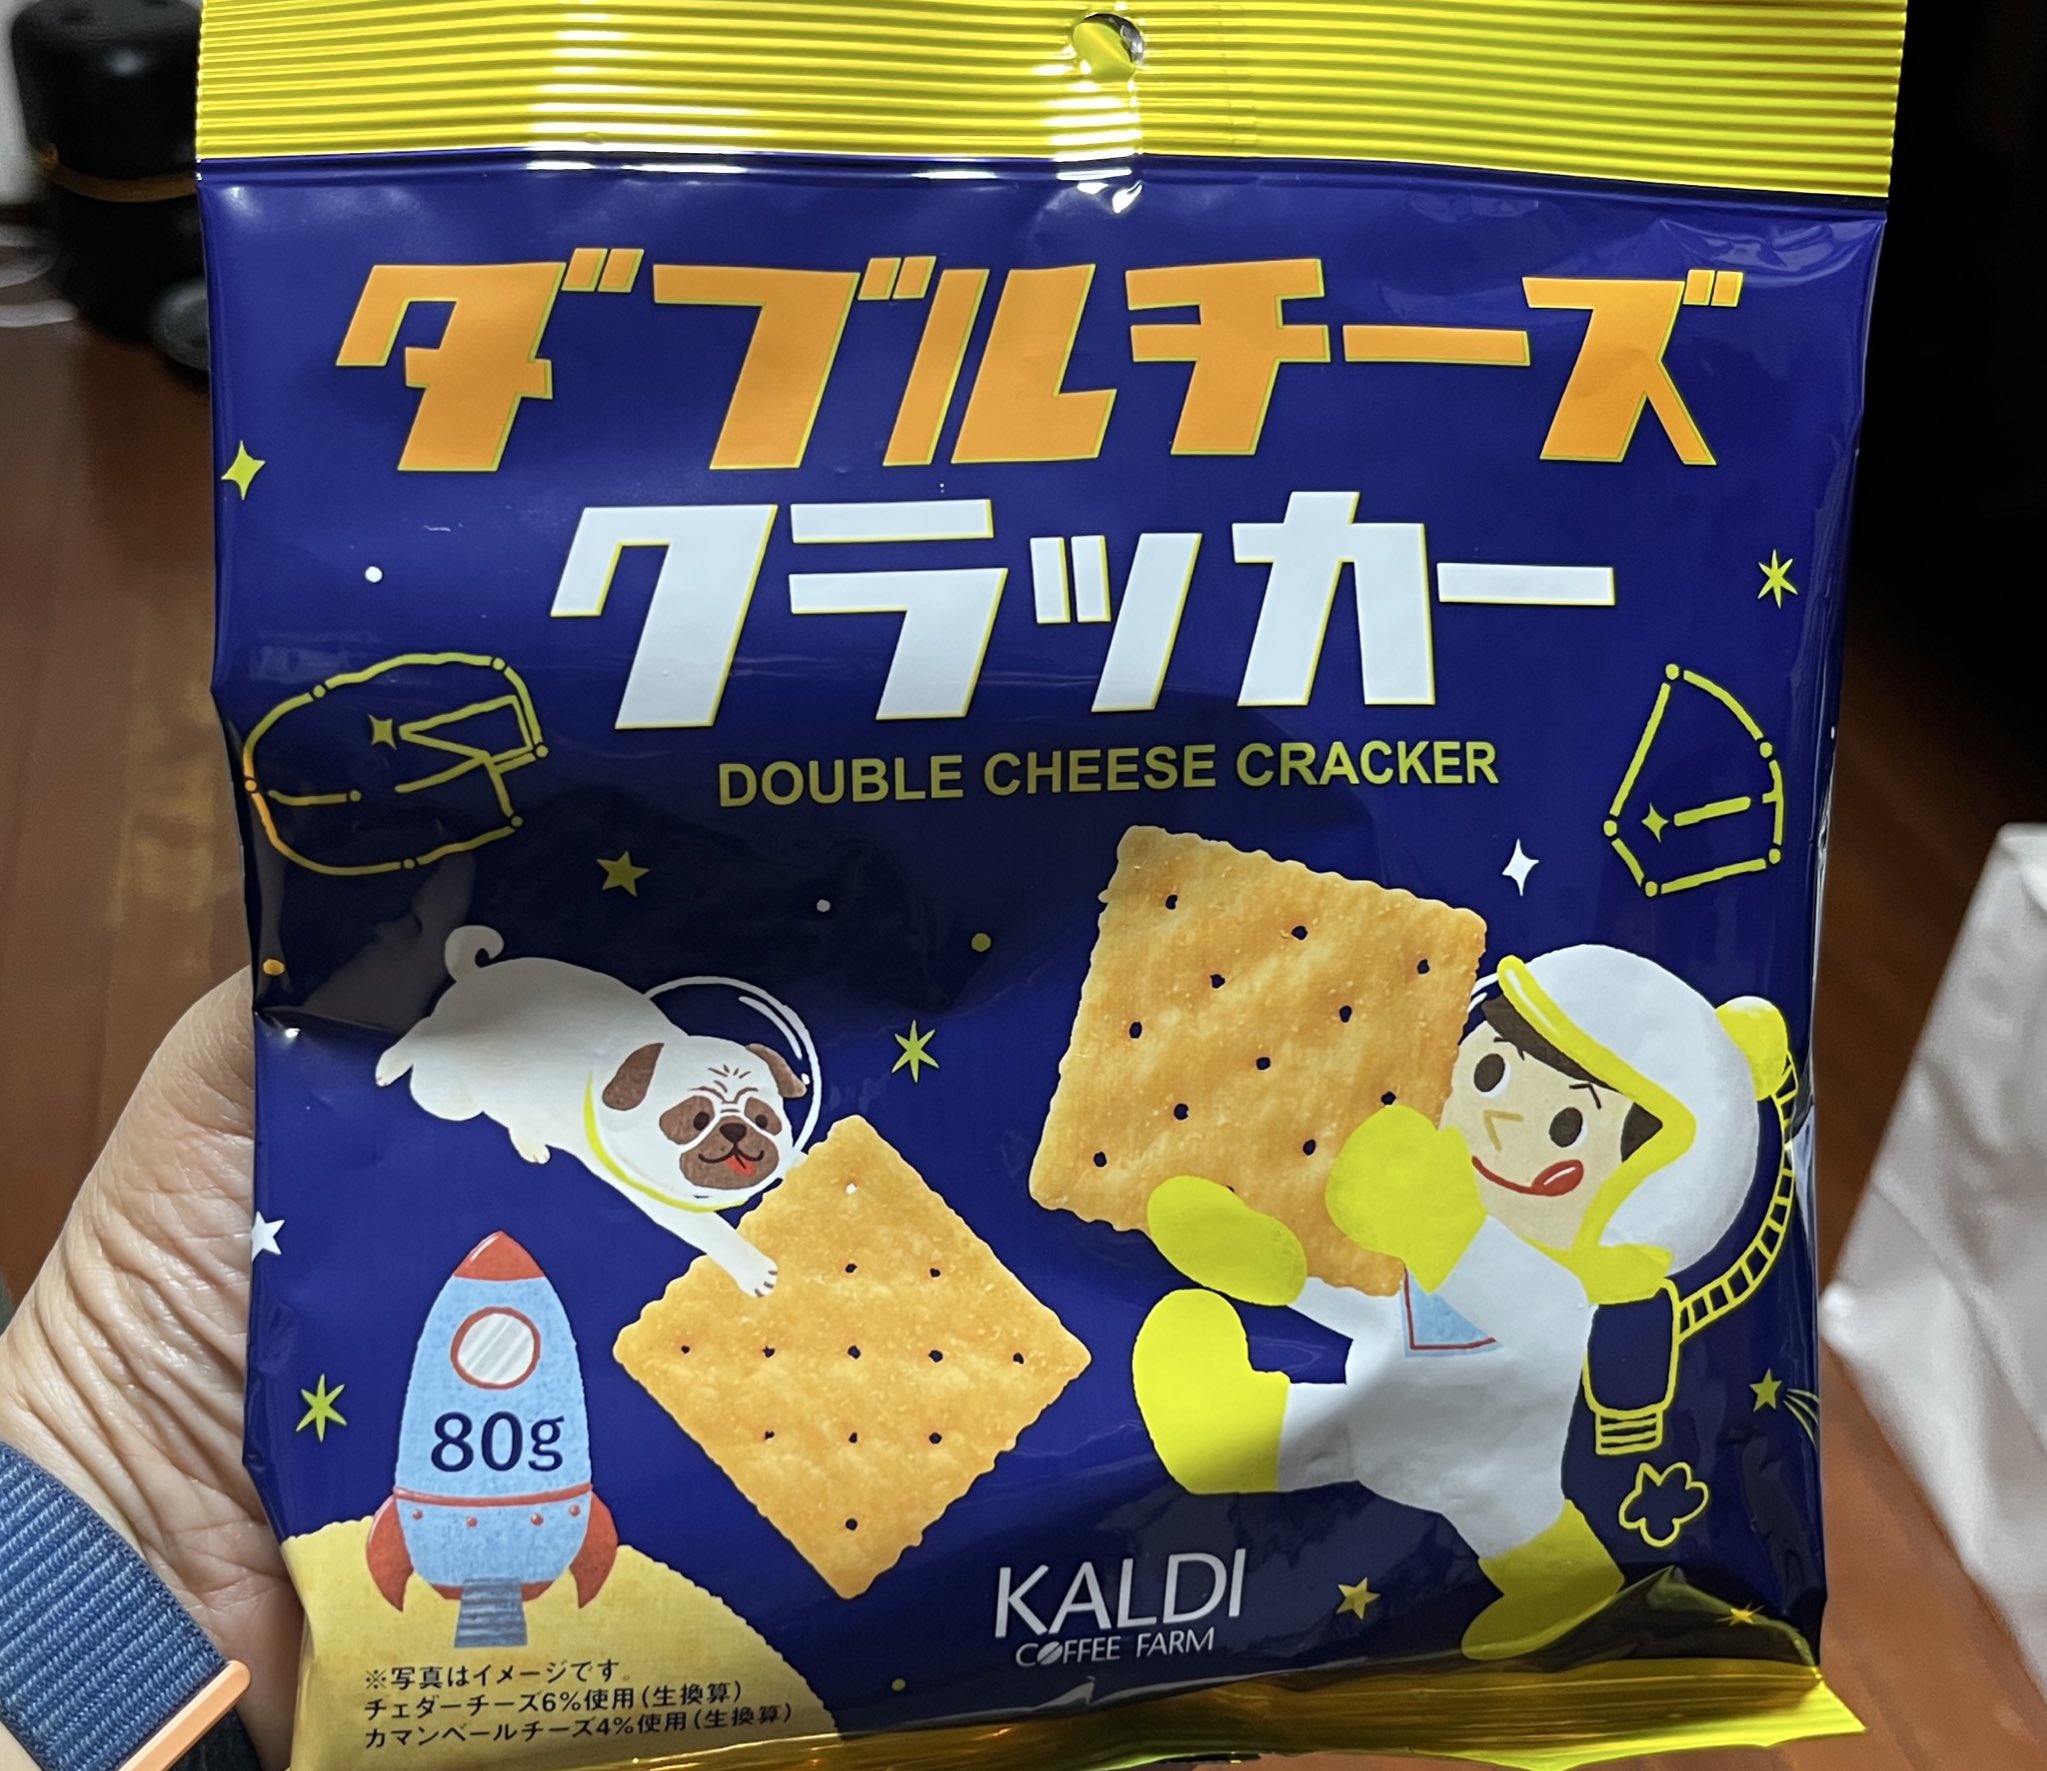 ダブルチーズ
クラッカー
DOUBLE CHEESE CRACKER
80g
KALDI
COFFEE FARM
※写真はイメージです。
チェダーチーズ6%使用(生換算)
カマンベールチーズ4%使用(生換算)